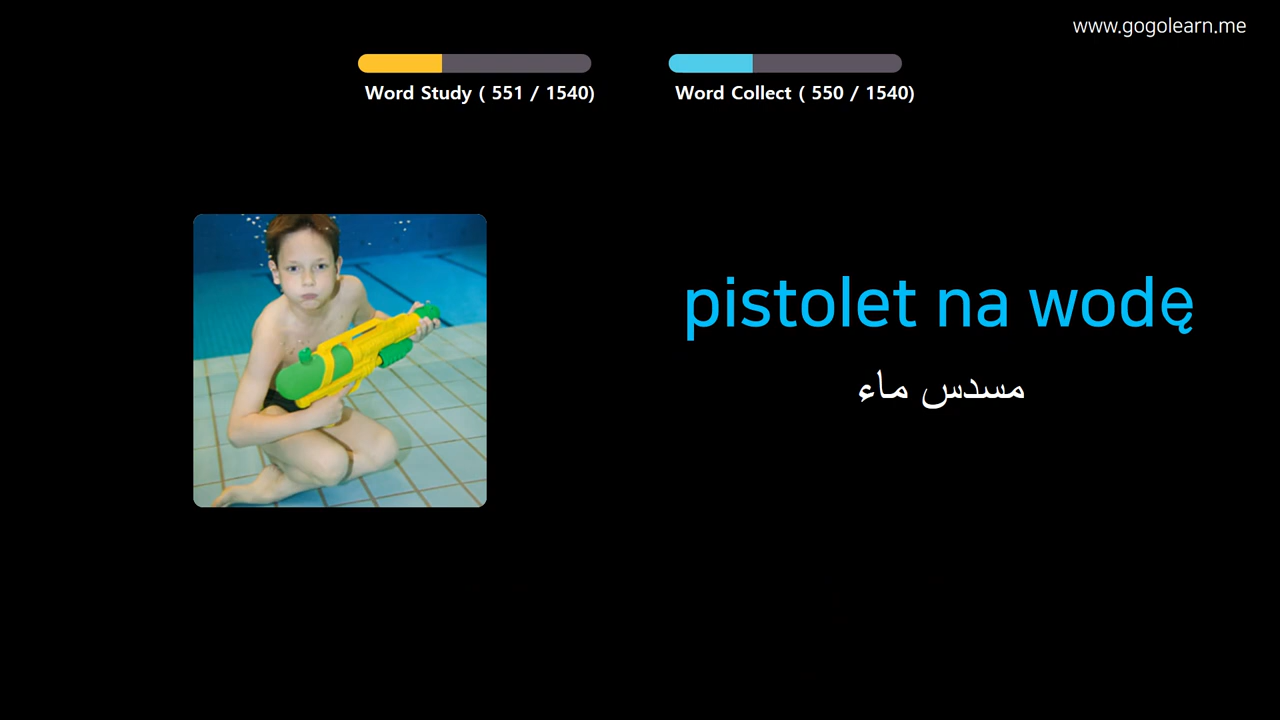 www.gogolearn.me
Word Study ( 551 / 1540)
Word Collect ( 550 / 1540)
pistolet na wodę
مسدس ماء